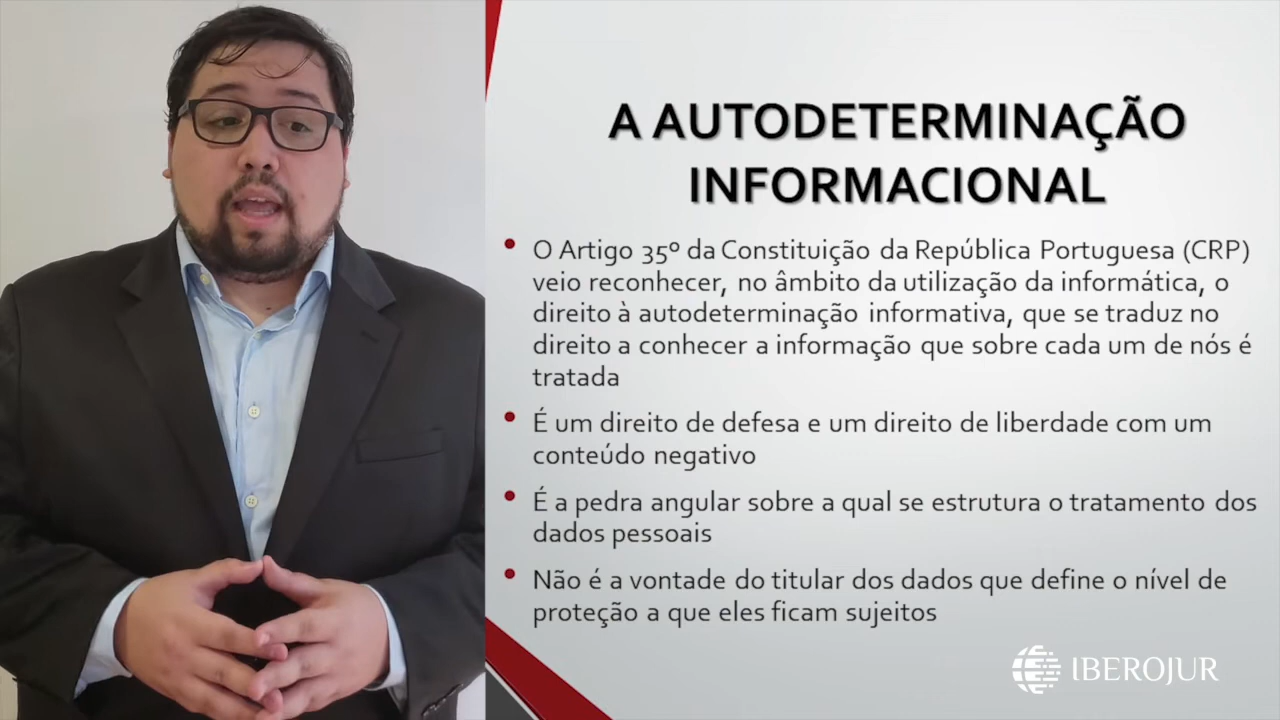 A AUTODETERMINAÇÃO
INFORMACIONAL
• O Artigo 35º da Constituição da República Portuguesa (CRP)
veio reconhecer, no âmbito da utilização da informática, o
direito à autodeterminação informativa, que se traduz no
direito a conhecer a informação que sobre cada um de nós é
tratada
• É um direito de defesa e um direito de liberdade com um
conteúdo negativo
• É a pedra angular sobre a qual se estrutura o tratamento dos
dados pessoais
• Não é a vontade do titular dos dados que define o nível de
proteção a que eles ficam sujeitos
IBEROJUR